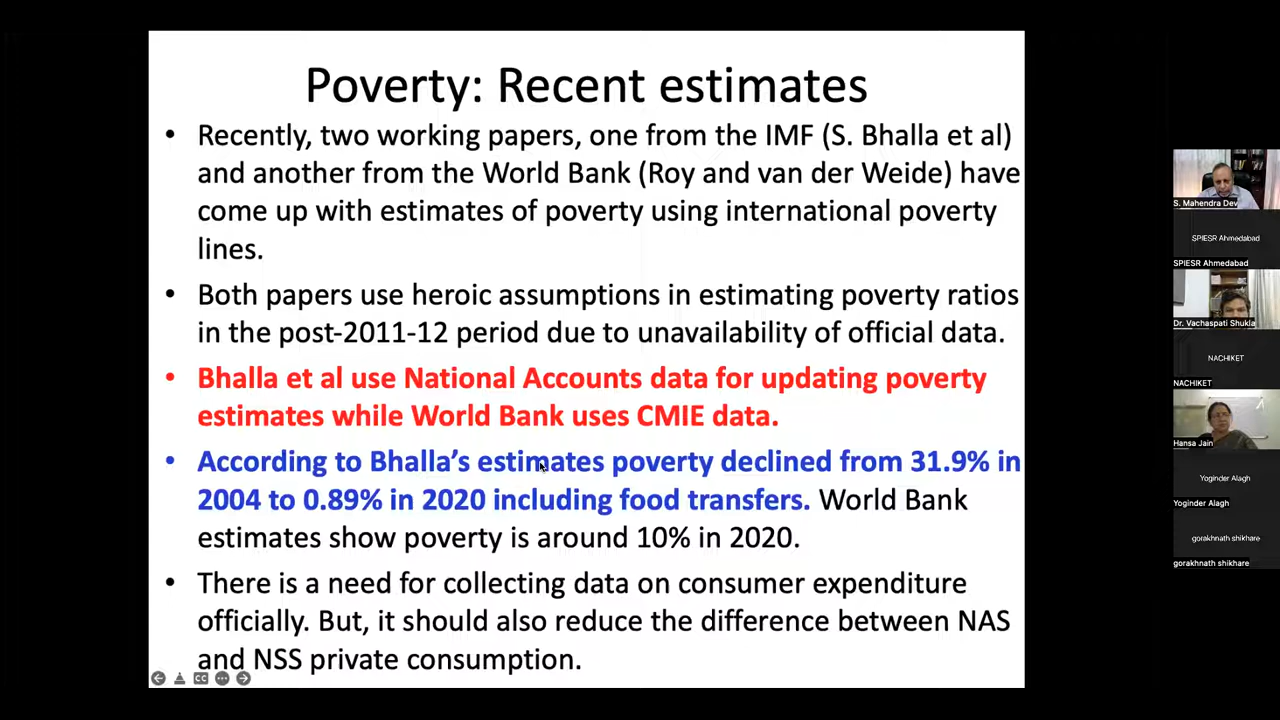 Poverty: Recent estimates
• Recently, two working papers, one from the IMF (S. Bhalla et al)
and another from the World Bank (Roy and van der Weide) have
come up with estimates of poverty using international poverty
lines.
• Both papers use heroic assumptions in estimating poverty ratios
in the post-2011-12 period due to unavailability of official data.
• Bhalla et al use National Accounts data for updating poverty
estimates while World Bank uses CMIE data.
• According to Bhalla’s estimates poverty declined from 31.9% in
2004 to 0.89% in 2020 including food transfers. World Bank
estimates show poverty is around 10% in 2020.
• There is a need for collecting data on consumer expenditure
officially. But, it should also reduce the difference between NAS
and NSS private consumption.
CC
S. Mahendra Dev
SPIESR Ahmedabad
SPIESR Ahmedabad
Dr. Vachaspati Shukla
NACHIKET
NACHIKET
Hansa Jain
Yoginder Alagh
Yoginder Alagh
gorakhnath shikhare
gorakhnath shikhare